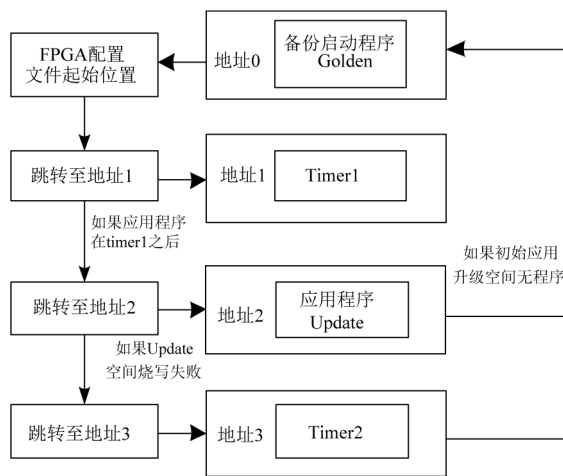 FPGA配置
文件起始位置
地址0
备份启动程序
Golden
跳转至地址1
地址1
Timer1
如果应用程序
在timer1之后
如果初始应用
升级空间无程序
跳转至地址2
地址2
应用程序
Update
如果Update
空间烧写失败
跳转至地址3
地址3
Timer2